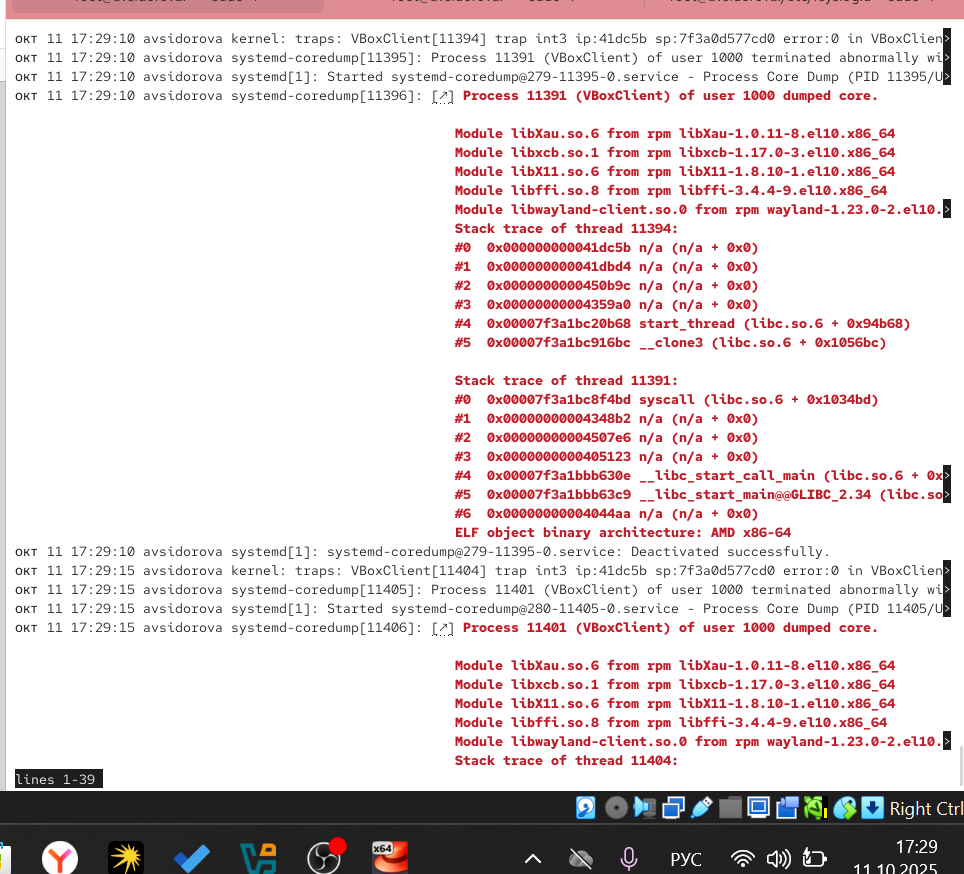 окт 11 17:29:10 avsidorova kernel: traps: VBoxClient[11394] trap int3 ip:41dc5b sp:7f3a0d577cd0 error:0 in VBoxClien>
окт 11 17:29:10 avsidorova systemd-coredump[11395]: Process 11391 (VBoxClient) of user 1000 terminated abnormally wi>
окт 11 17:29:10 avsidorova systemd[1]: Started systemd-coredump@279-11395-0.service - Process Core Dump (PID 11395/U>
окт 11 17:29:10 avsidorova systemd-coredump[11396]: [↗] Process 11391 (VBoxClient) of user 1000 dumped core.
Module libXau.so.6 from rpm libXau-1.0.11-8.el10.x86_64
Module libxcb.so.1 from rpm libxcb-1.17.0-3.el10.x86_64
Module libX11.so.6 from rpm libX11-1.8.10-1.el10.x86_64
Module libffi.so.8 from rpm libffi-3.4.4-9.el10.x86_64
Module libwayland-client.so.0 from rpm wayland-1.23.0-2.el10.>
Stack trace of thread 11394:
#0  0x000000000041dc5b n/a (n/a + 0x0)
#1  0x000000000041dbd4 n/a (n/a + 0x0)
#2  0x0000000000450b9c n/a (n/a + 0x0)
#3  0x00000000004359a0 n/a (n/a + 0x0)
#4  0x00007f3a1bc20b68 start_thread (libc.so.6 + 0x94b68)
#5  0x00007f3a1bc916bc __clone3 (libc.so.6 + 0x1056bc)
Stack trace of thread 11391:
#0  0x00007f3a1bc8f4bd syscall (libc.so.6 + 0x1034bd)
#1  0x00000000004348b2 n/a (n/a + 0x0)
#2  0x00000000004507e6 n/a (n/a + 0x0)
#3  0x0000000000405123 n/a (n/a + 0x0)
#4  0x00007f3a1bbb630e __libc_start_call_main (libc.so.6 + 0x>
#5  0x00007f3a1bbb63c9 __libc_start_main@@GLIBC_2.34 (libc.so>
#6  0x00000000004044aa n/a (n/a + 0x0)
ELF object binary architecture: AMD x86-64
окт 11 17:29:10 avsidorova systemd[1]: systemd-coredump@279-11395-0.service: Deactivated successfully.
окт 11 17:29:15 avsidorova kernel: traps: VBoxClient[11404] trap int3 ip:41dc5b sp:7f3a0d577cd0 error:0 in VBoxClien>
окт 11 17:29:15 avsidorova systemd-coredump[11405]: Process 11401 (VBoxClient) of user 1000 terminated abnormally wi>
окт 11 17:29:15 avsidorova systemd[1]: Started systemd-coredump@280-11405-0.service - Process Core Dump (PID 11405/U>
окт 11 17:29:15 avsidorova systemd-coredump[11406]: [↗] Process 11401 (VBoxClient) of user 1000 dumped core.
Module libXau.so.6 from rpm libXau-1.0.11-8.el10.x86_64
Module libxcb.so.1 from rpm libxcb-1.17.0-3.el10.x86_64
Module libX11.so.6 from rpm libX11-1.8.10-1.el10.x86_64
Module libffi.so.8 from rpm libffi-3.4.4-9.el10.x86_64
Module libwayland-client.so.0 from rpm wayland-1.23.0-2.el10.>
Stack trace of thread 11404:
lines 1-39
Right Ctrl
x64
РУС
17:29
11.10.2025